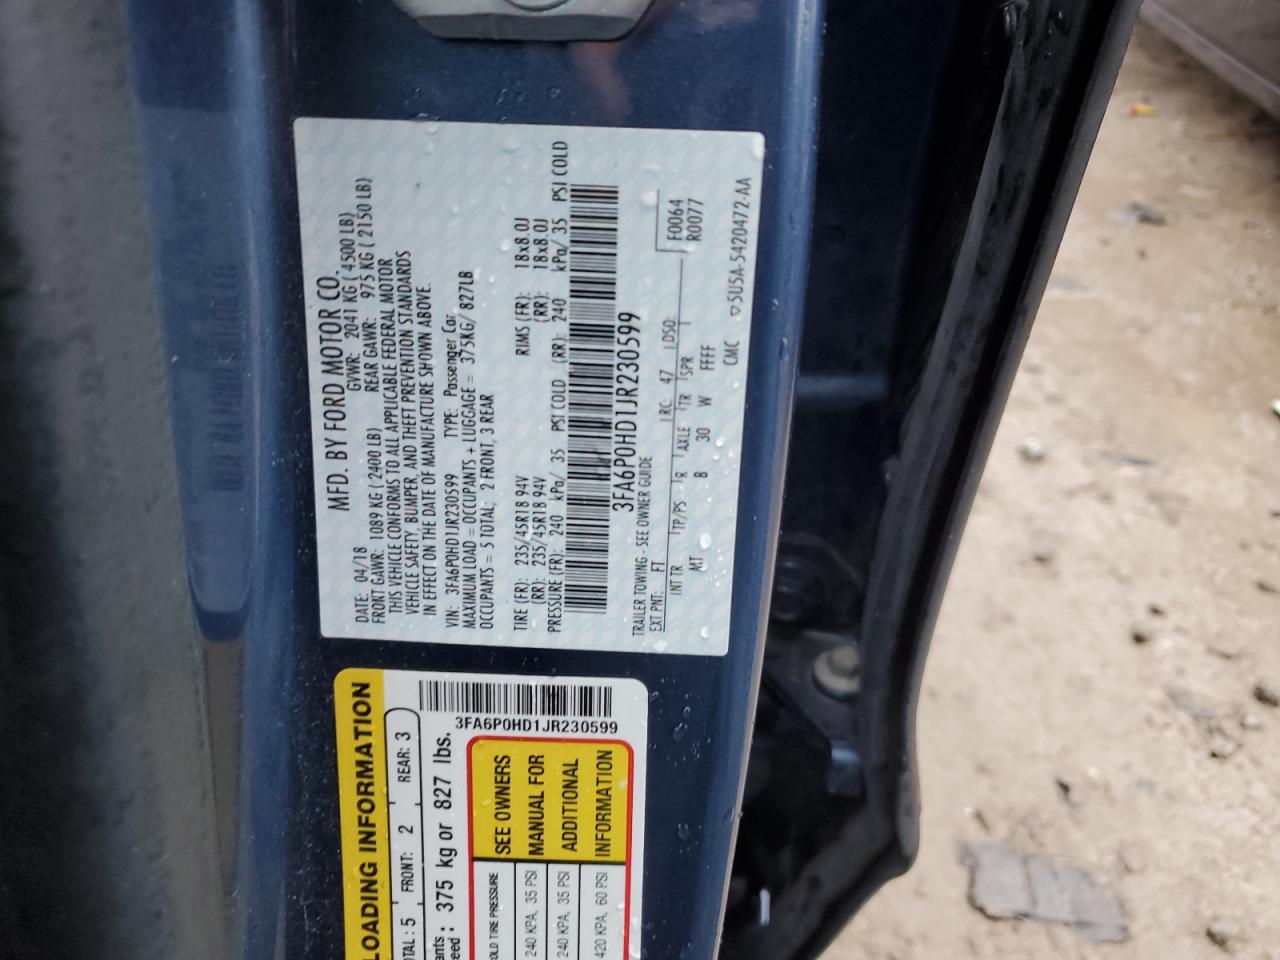 MFD. BY FORD MOTOR CO.
DATE: 04/18 GVWR: 2041 KG ( 4500 LB)
FRONT GAWR: 1089 KG ( 2400 LB) REAR GAWR: 975 KG ( 2150 LB)
THIS VEHICLE CONFORMS TO ALL APPLICABLE FEDERAL MOTOR
VEHICLE SAFETY, BUMPER, AND THEFT PREVENTION STANDARDS
IN EFFECT ON THE DATE OF MANUFACTURE SHOWN ABOVE.
VIN: 3FA6P0HD1JR230599 TYPE: Passenger Car
MAXIMUM LOAD = OCCUPANTS + LUGGAGE = 375KG/ 827LB
OCCUPANTS = 5 TOTAL; 2 FRONT, 3 REAR
TIRE (FR): 235/45R18 94V RIMS (FR): 18x8.0J
(RR): 235/45R18 94V (RR): 18x8.0J
PRESSURE (FR): 240 kPa/ 35 PSI COLD (RR): 240 kPa/ 35 PSI COLD
3FA6P0HD1JR230599
TRAILER TOWING - SEE OWNER GUIDE
EXT PNT: FT RC: 47 DSO: F0064
R0077
INT TR TP/PS R AXLE TR SPR
MT B 30 W FFFF
CMC ▽5U5A-5420472-AA
LOADING INFORMATION
OTAL : 5 FRONT: 2 REAR: 3
ants :
eed : 375 kg or 827 lbs.
3FA6P0HD1JR230599
OLD TIRE PRESSURE SEE OWNERS
MANUAL FOR
ADDITIONAL
INFORMATION
240 KPA, 35 PSI
240 KPA, 35 PSI
420 KPA, 60 PSI